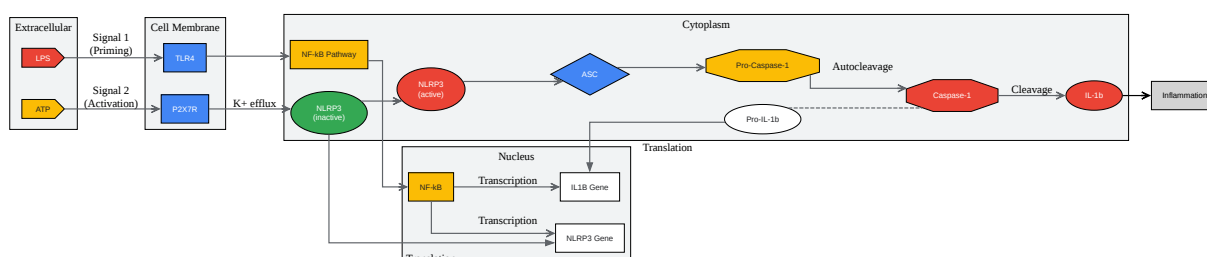 Extracellular
Cell Membrane
Cytoplasm
Signal 1
(Priming)
LPS
TLR4
NF-kB Pathway
NLRP3
(active)
ASC
Pro-Caspase-1
Autocleavage
Signal 2
(Activation)
ATP
P2X7R
K+ efflux
NLRP3
(inactive)
Pro-IL-1b
Caspase-1
Cleavage
IL-1b
Inflammation
Translation
Nucleus
NF-kB
Transcription
IL1B Gene
Transcription
NLRP3 Gene
Translation